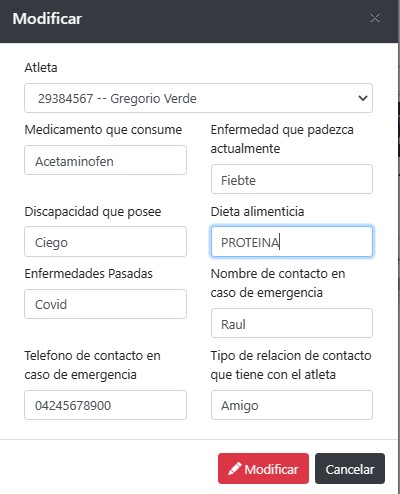 Modificar
×
Atleta
29384567 -- Gregorio Verde
Medicamento que consume
Acetaminofen
Enfermedad que padezca
actualmente
Fiebte
Discapacidad que posee
Ciego
Dieta alimenticia
PROTEINA
Enfermedades Pasadas
Covid
Nombre de contacto en
caso de emergencia
Raul
Telefono de contacto en
caso de emergencia
04245678900
Tipo de relacion de contacto
que tiene con el atleta
Amigo
Modificar
Cancelar